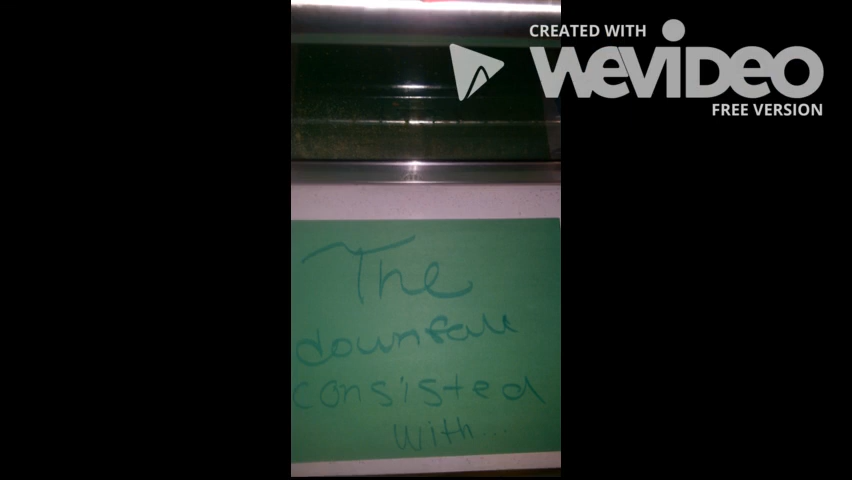 CREATED WITH
WEVIDEO
FREE VERSION
The
downfall
consisted
with...